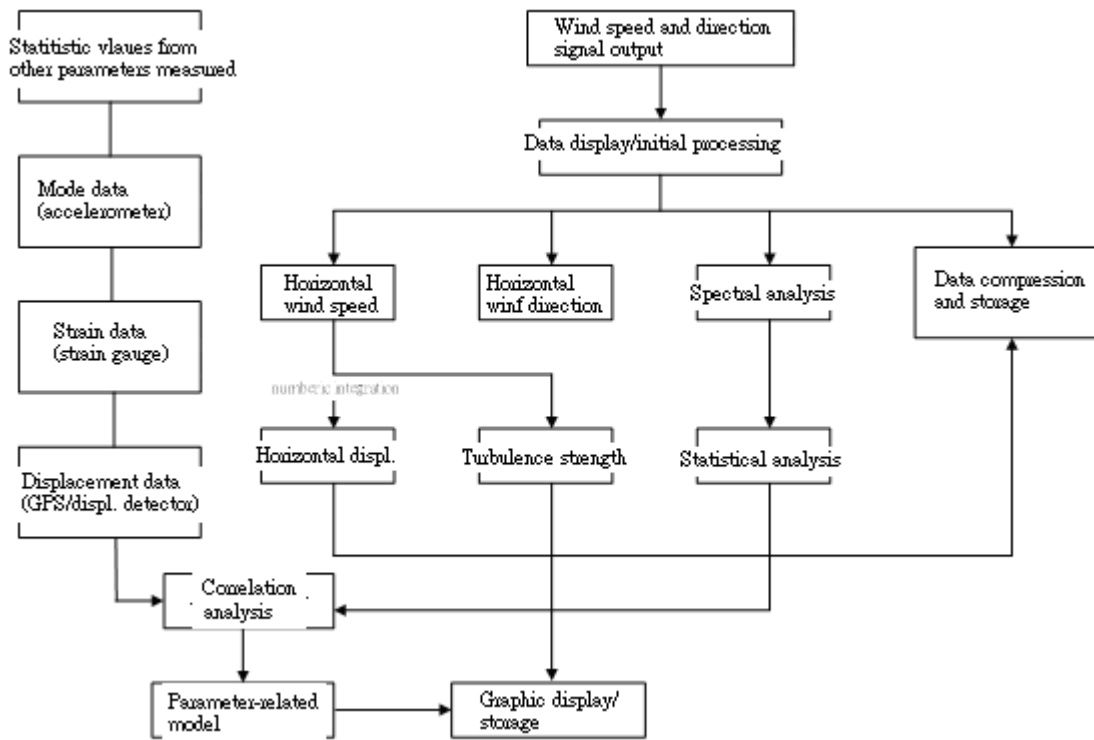 Statitistic vlaues from
other parameters measured
Wind speed and direction
signal output
Data display/initial processing
Mode data
(accelerometer)
Horizontal
wind speed
Horizontal
winf direction
Spectral analysis
Data compression
and storage
Strain data
(strain gauge)
numberic integration
Horizontal displ.
Turbulence strength
Statistical analysis
Displacement data
(GPS/displ. detector)
Correlation
analysis
Parameter-related
model
Graphic display/
storage